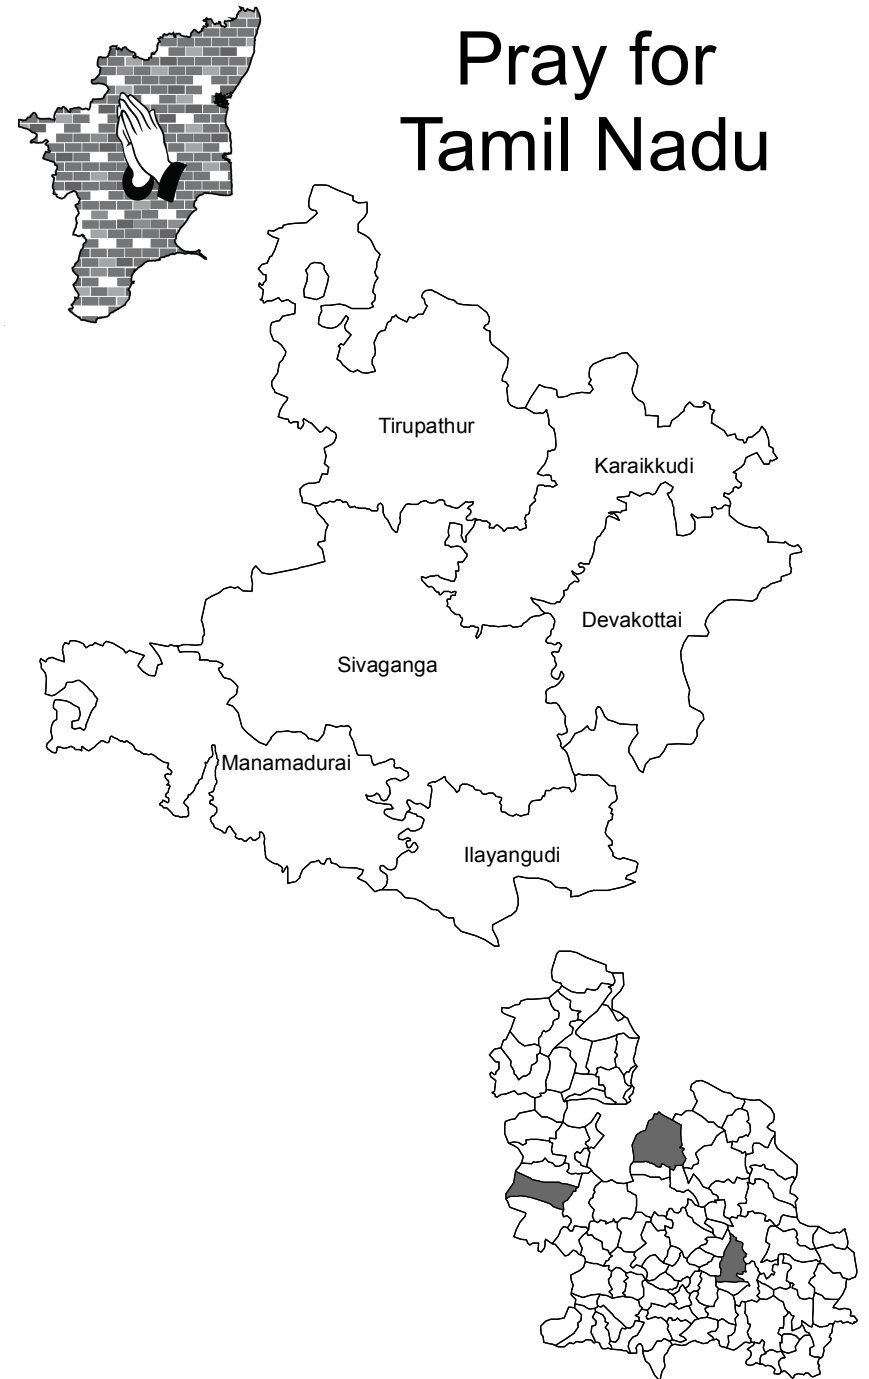 Pray for
Tamil Nadu
Tirupathur
Karaikkudi
Devakottai
Sivaganga
Manamadurai
Ilayangudi